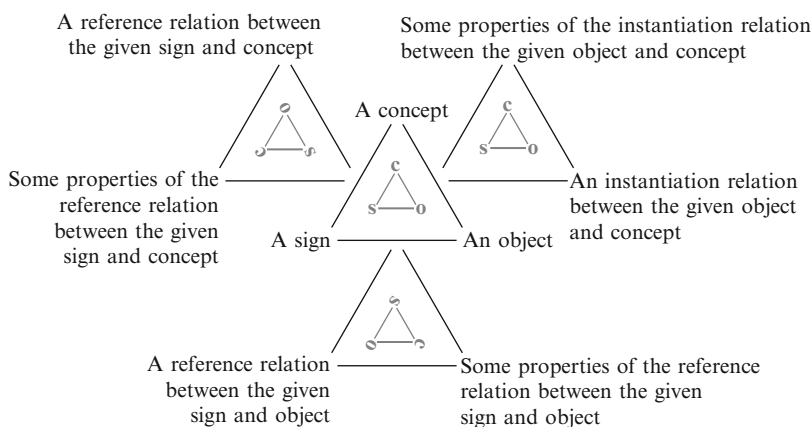 A reference relation between
the given sign and concept
Some properties of the instantiation relation
between the given object and concept
o
c
s
c
s
o
A concept
c
s
o
Some properties of the
reference relation
between the given
sign and concept
An instantiation relation
between the given object
and concept
A sign
An object
s
o
c
A reference relation
between the given
sign and object
Some properties of the reference
relation between the given
sign and object